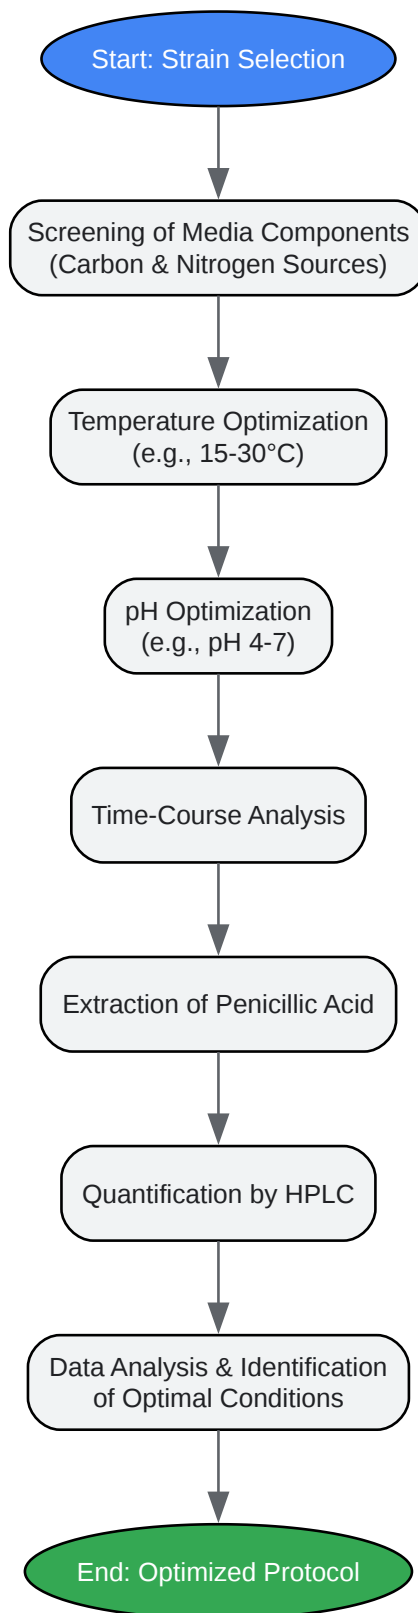 Start: Strain Selection
Screening of Media Components
(Carbon & Nitrogen Sources)
Temperature Optimization
(e.g., 15-30°C)
pH Optimization
(e.g., pH 4-7)
Time-Course Analysis
Extraction of Penicillic Acid
Quantification by HPLC
Data Analysis & Identification
of Optimal Conditions
End: Optimized Protocol